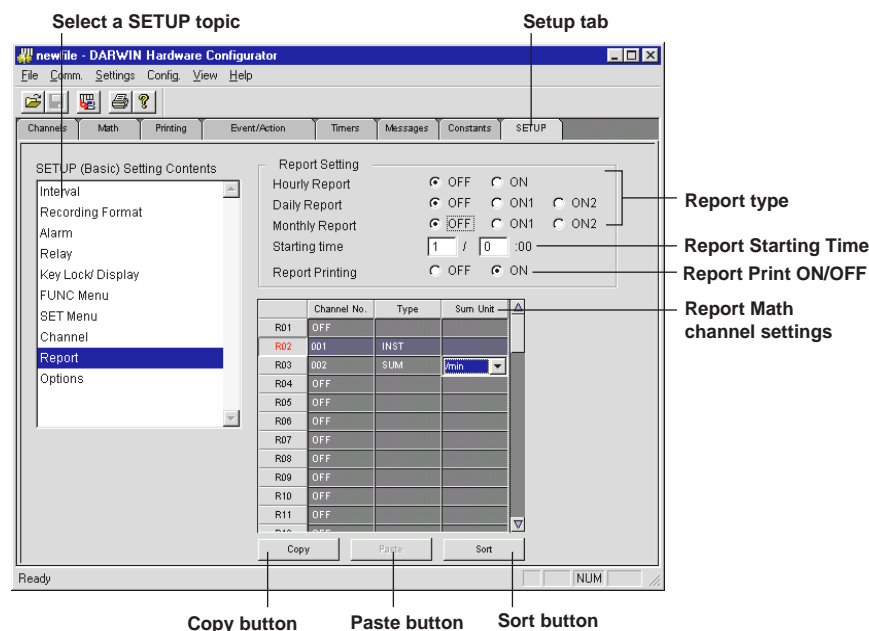 Select a SETUP topic
Setup tab
newfile - DARWIN Hardware Configurator
File Comm. Settings Config. View Help
Channels Math Printing Event/Action Timers Messages Constants SETUP
SETUP (Basic) Setting Contents
Interval
Recording Format
Alarm
Relay
Key Lock/ Display
FUNC Menu
SET Menu
Channel
Report
Options
Report Setting
Hourly Report OFF ON
Daily Report OFF ON1 ON2
Monthly Report OFF ON1 ON2
Starting time 1 / 0 :00
Report Printing OFF ON
Report type
Report Starting Time
Report Print ON/OFF
Report Math
channel settings
Channel No. Type Sum Unit
R01 OFF
R02 001 INST
R03 002 SUM /min
R04 OFF
R05 OFF
R06 OFF
R07 OFF
R08 OFF
R09 OFF
R10 OFF
R11 OFF
Copy Paste Sort
Ready NUM
Copy button Paste button Sort button